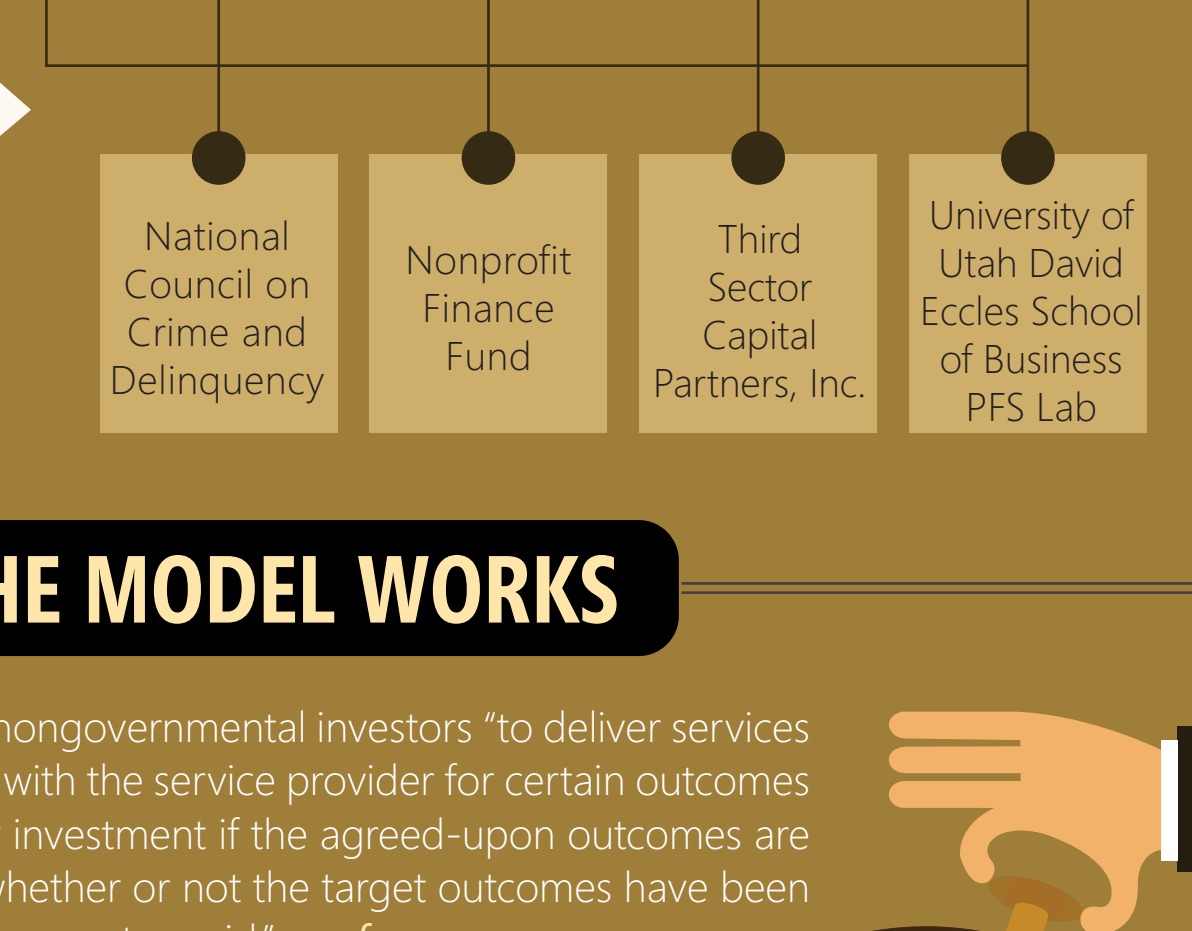 National
Council on
Crime and
Delinquency
Nonprofit
Finance
Fund
Third
Sector
Capital
Partners, Inc.
University of
Utah David
Eccles School
of Business
PFS Lab
HE MODEL WORKS
nongovernmental investors “to deliver services
with the service provider for certain outcomes
investment if the agreed-upon outcomes are
whether or not the target outcomes have been